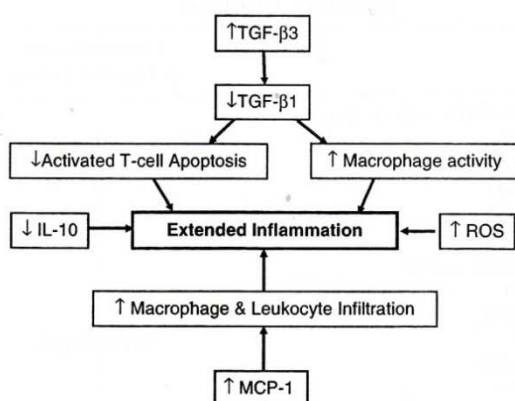 ↑TGF-β3
↓TGF-β1
↓Activated T-cell Apoptosis
↑ Macrophage activity
↓ IL-10
Extended Inflammation
↑ ROS
↑ Macrophage & Leukocyte Infiltration
↑ MCP-1